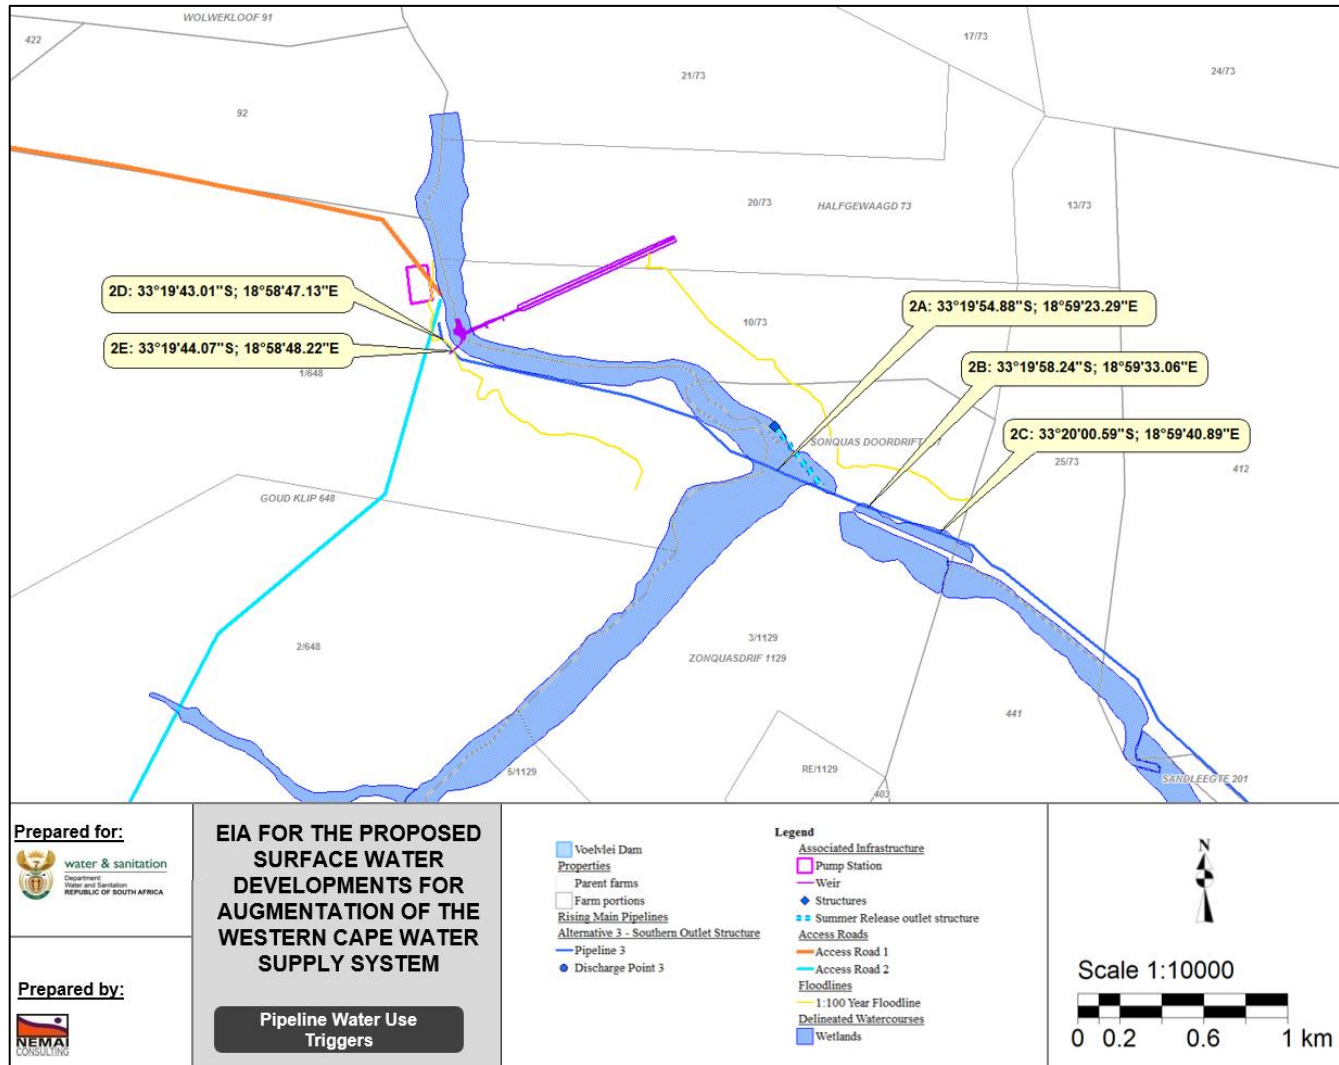 WOLWEKLOOF 91
422
17/73
21/73
24/73
92
20/73
HALFGEWAAGD 73
13/73
2D: 33°19'43.01"S; 18°58'47.13"E
2A: 33°19'54.88"S; 18°59'23.29"E
10/73
2E: 33°19'44.07"S; 18°58'48.22"E
1/648
2B: 33°19'58.24"S; 18°59'33.06"E
2C: 33°20'00.59"S; 18°59'40.89"E
SONQUAS DOORDRIFT
25/73
412
GOUD KLIP 648
2/648
3/1129
ZONQUASDRIF 1129
441
5/1129
RE/1129
403
SANDLEEGTE 201
Prepared for:
water & sanitation
Department:
Water and Sanitation
REPUBLIC OF SOUTH AFRICA
Prepared by:
NEMAI
CONSULTING
EIA FOR THE PROPOSED
SURFACE WATER
DEVELOPMENTS FOR
AUGMENTATION OF THE
WESTERN CAPE WATER
SUPPLY SYSTEM
Pipeline Water Use
Triggers
Legend
Voelvlei Dam
Properties
Parent farms
Farm portions
Rising Main Pipelines
Alternative 3 - Southern Outlet Structure
Pipeline 3
Discharge Point 3
Associated Infrastructure
Pump Station
Weir
Structures
Summer Release outlet structure
Access Roads
Access Road 1
Access Road 2
Floodlines
1:100 Year Floodline
Delineated Watercourses
Wetlands
N
Scale 1:10000
0 0.2 0.6 1 km